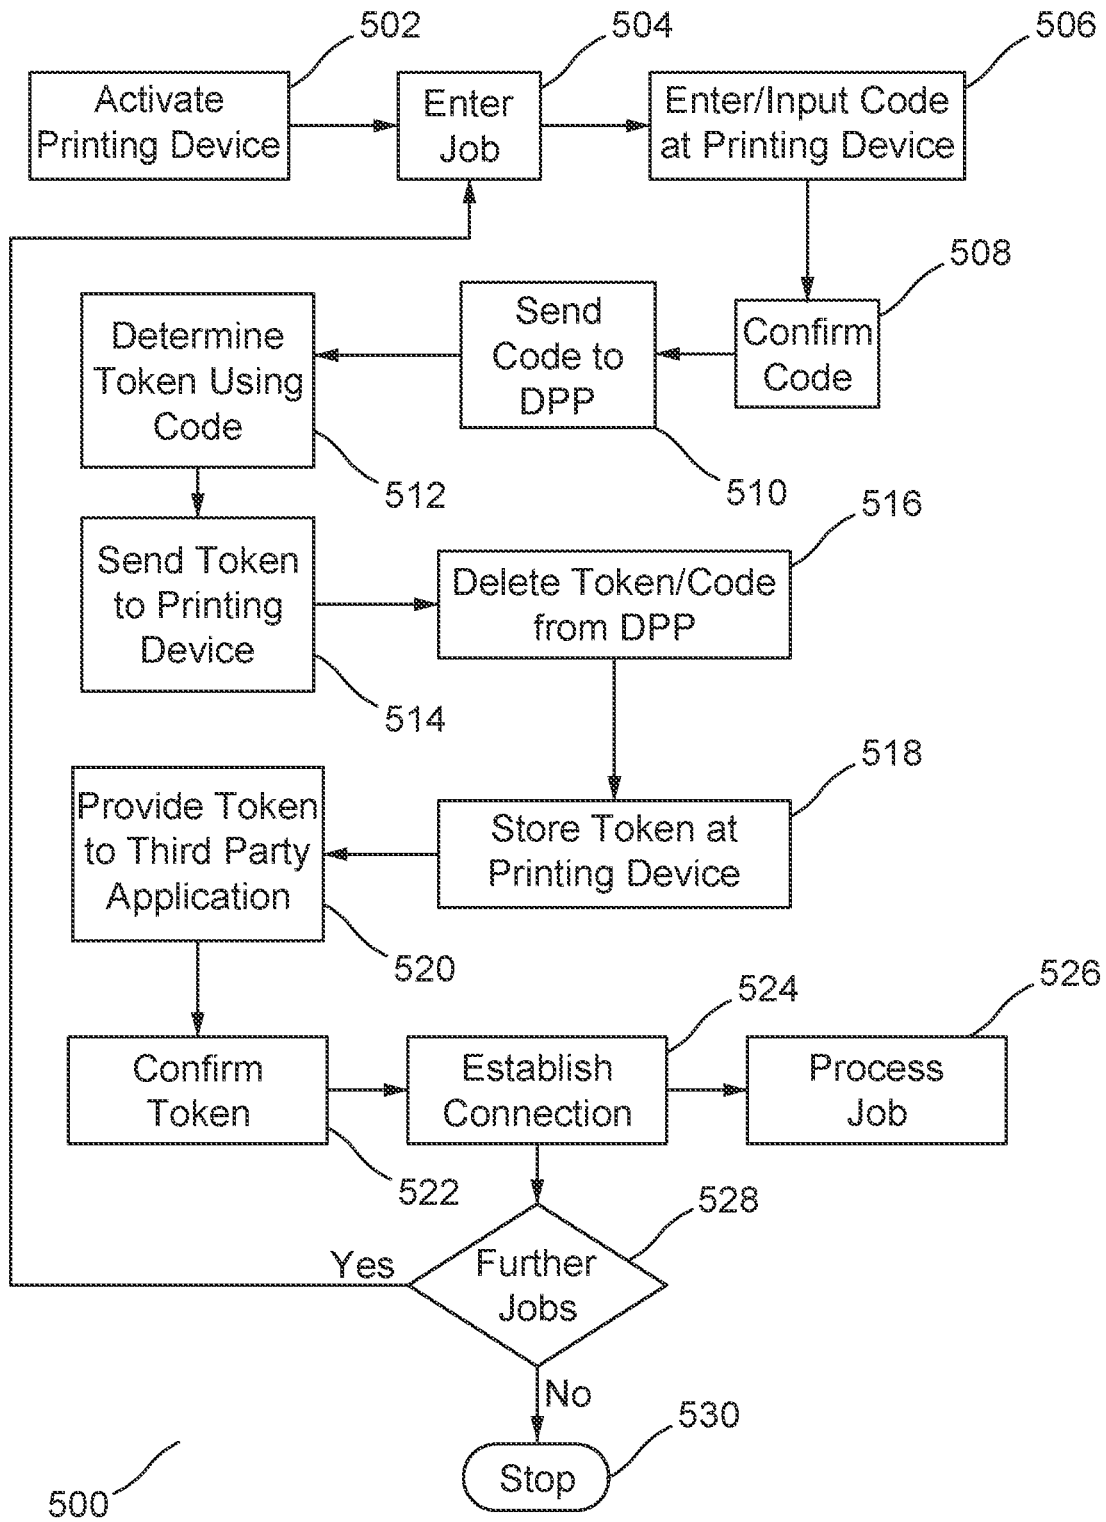 502
504
506
Activate
Printing Device
Enter
Job
Enter/Input Code
at Printing Device
508
Determine
Token Using
Code
Send
Code to
DPP
Confirm
Code
512
510
516
Send Token
to Printing
Device
Delete Token/Code
from DPP
514
518
Provide Token
to Third Party
Application
Store Token at
Printing Device
520
524
526
Confirm
Token
Establish
Connection
Process
Job
522
528
Yes
Further
Jobs
No
530
Stop
500